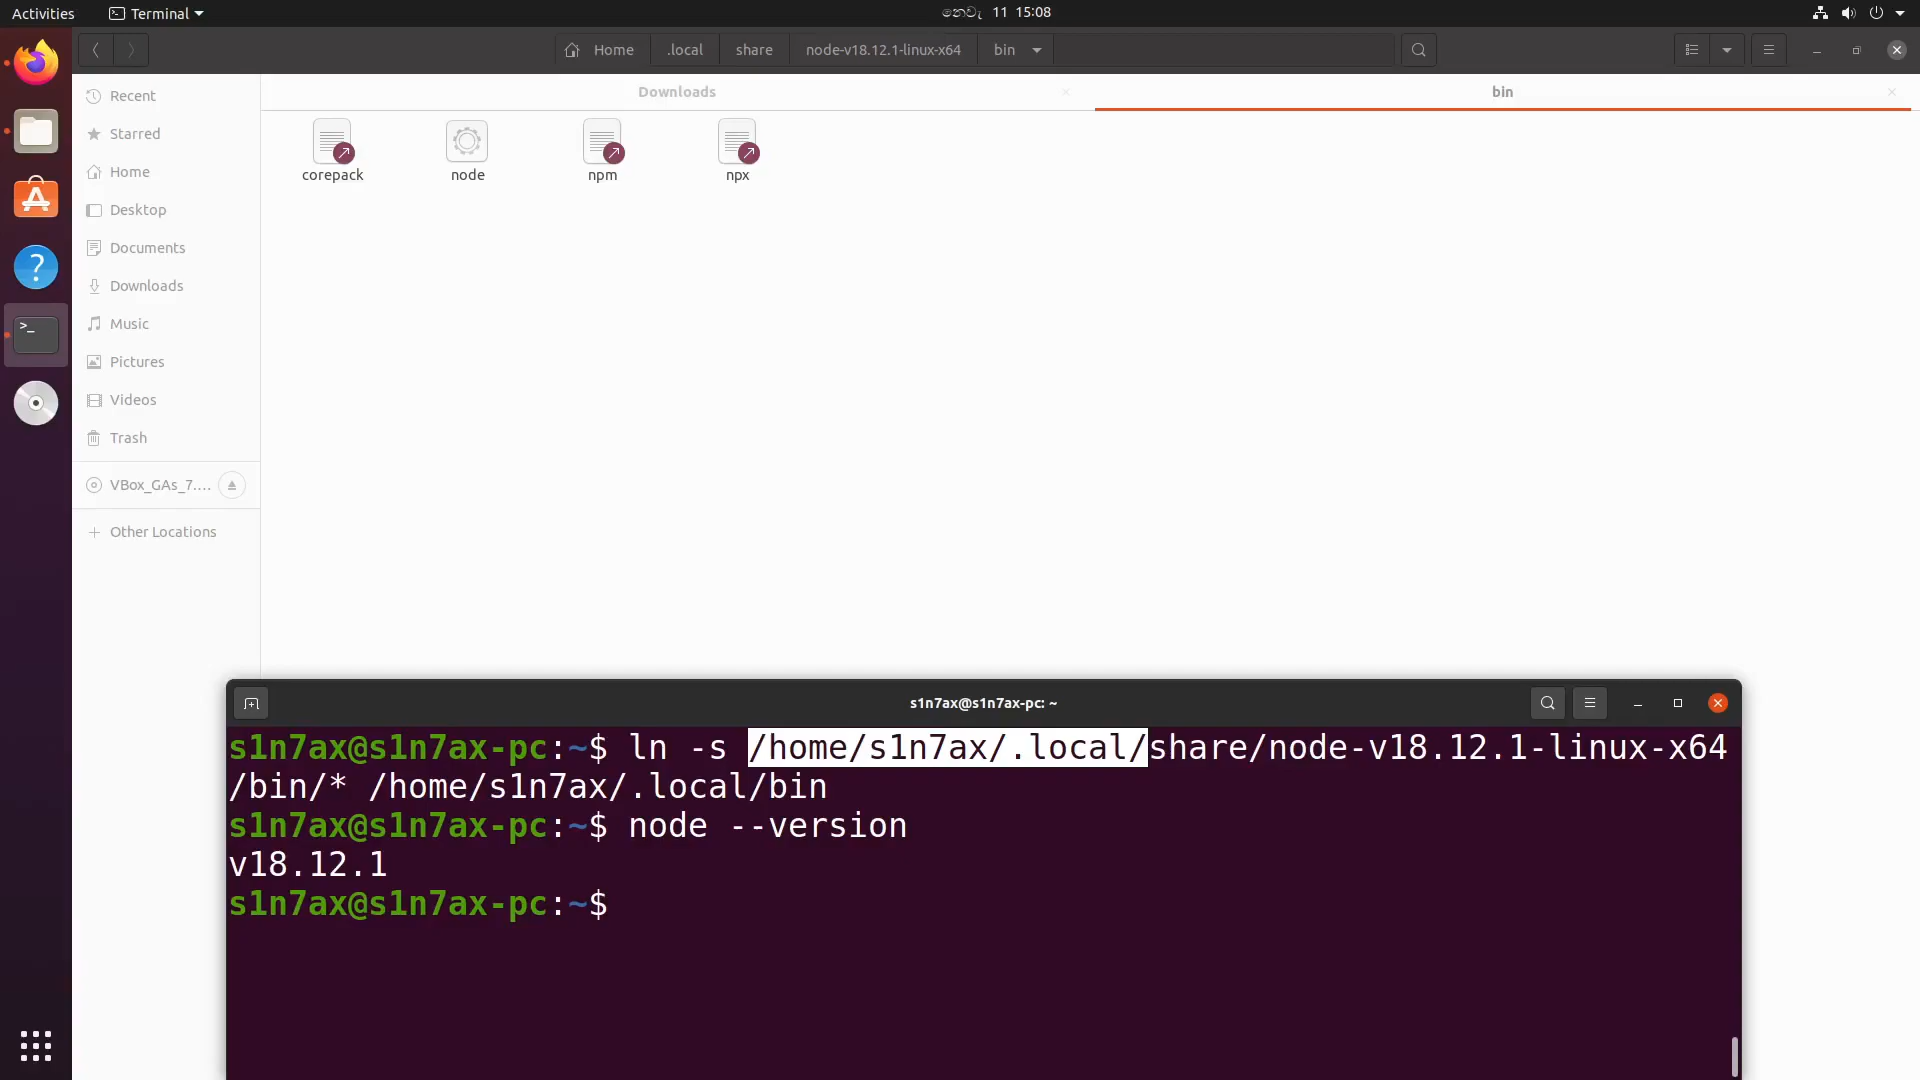 Activities
Terminal
නොවැ 11 15:08
Home
.local
share
node-v18.12.1-linux-x64
bin
Recent
Starred
Home
Desktop
Documents
Downloads
Music
Pictures
Videos
Trash
VBox_GAs_7....
Other Locations
Downloads
bin
corepack
node
npm
npx
s1n7ax@s1n7ax-pc: ~
s1n7ax@s1n7ax-pc:~$ ln -s /home/s1n7ax/.local/share/node-v18.12.1-linux-x64
/bin/* /home/s1n7ax/.local/bin
s1n7ax@s1n7ax-pc:~$ node --version
v18.12.1
s1n7ax@s1n7ax-pc:~$